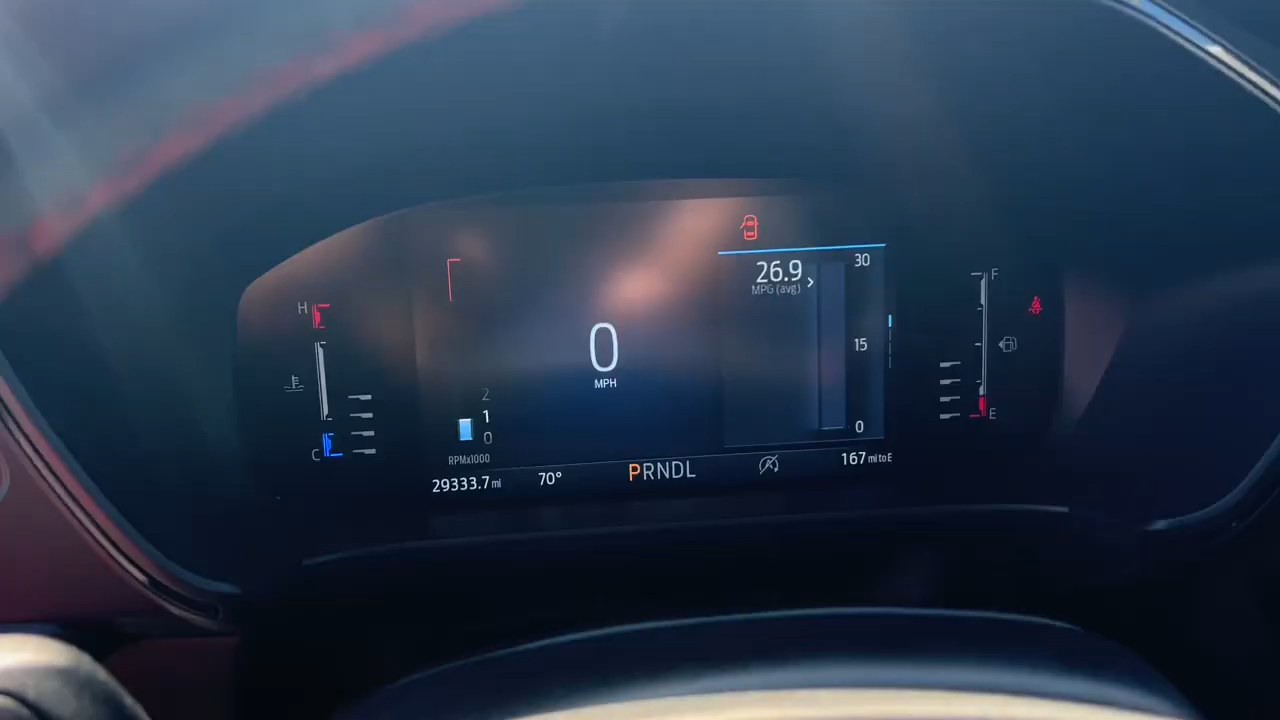 26.9
MPG (avg)
30
15
0
H
C
F
E
0
MPH
2
1
0
RPMx1000
29333.7 mi
70°
PRNDL
167 mi to E